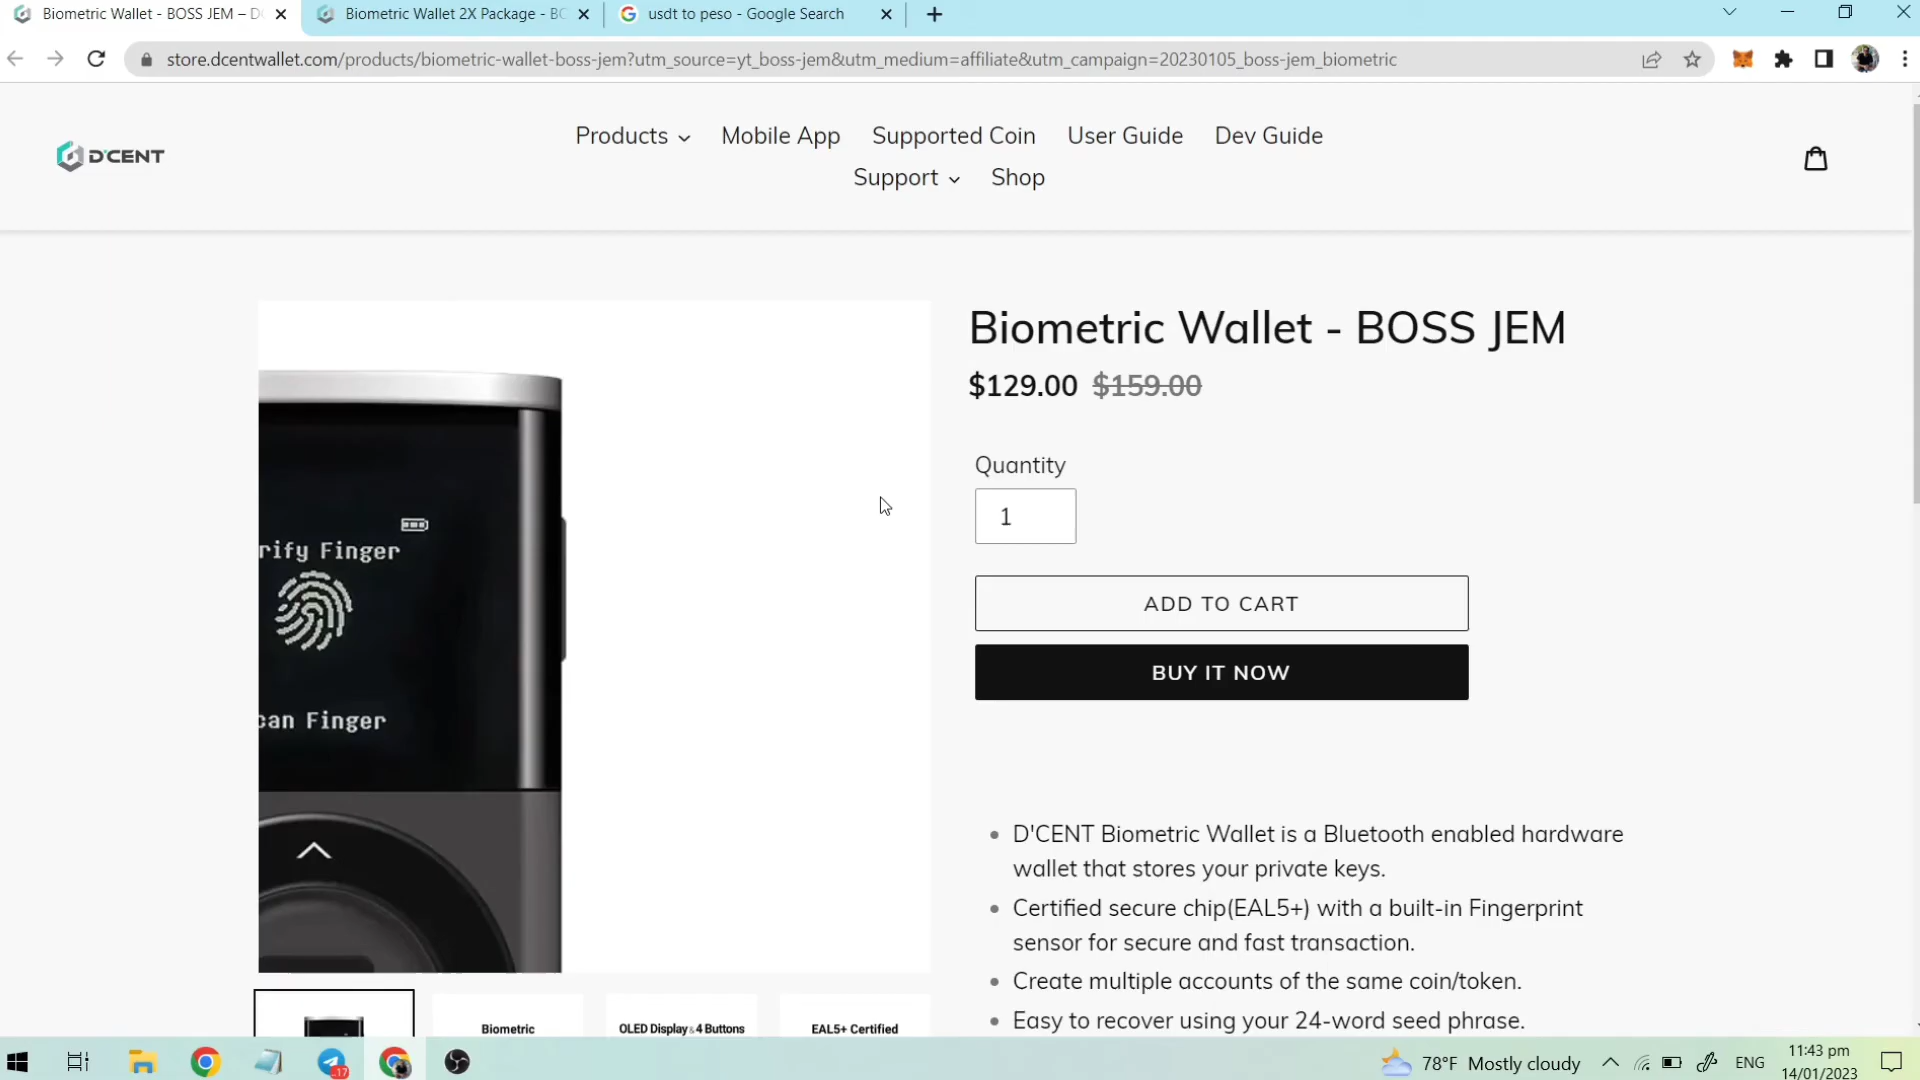 Biometric Wallet - BOSS JEM – D
Biometric Wallet 2X Package - BO
usdt to peso - Google Search
store.dcentwallet.com/products/biometric-wallet-boss-jem?utm_source=yt_boss-jem&utm_medium=affiliate&utm_campaign=20230105_boss-jem_biometric
D'CENT
Products
Mobile App
Supported Coin
User Guide
Dev Guide
Support
Shop
Biometric Wallet - BOSS JEM
$129.00 $159.00
Quantity
1
ADD TO CART
BUY IT NOW
rify Finger
can Finger
D'CENT Biometric Wallet is a Bluetooth enabled hardware
wallet that stores your private keys.
Certified secure chip(EAL5+) with a built-in Fingerprint
sensor for secure and fast transaction.
Create multiple accounts of the same coin/token.
Easy to recover using your 24-word seed phrase.
Biometric
OLED Display & 4 Buttons
EAL5+ Certified
17
78°F Mostly cloudy
ENG
11:43 pm
14/01/2023